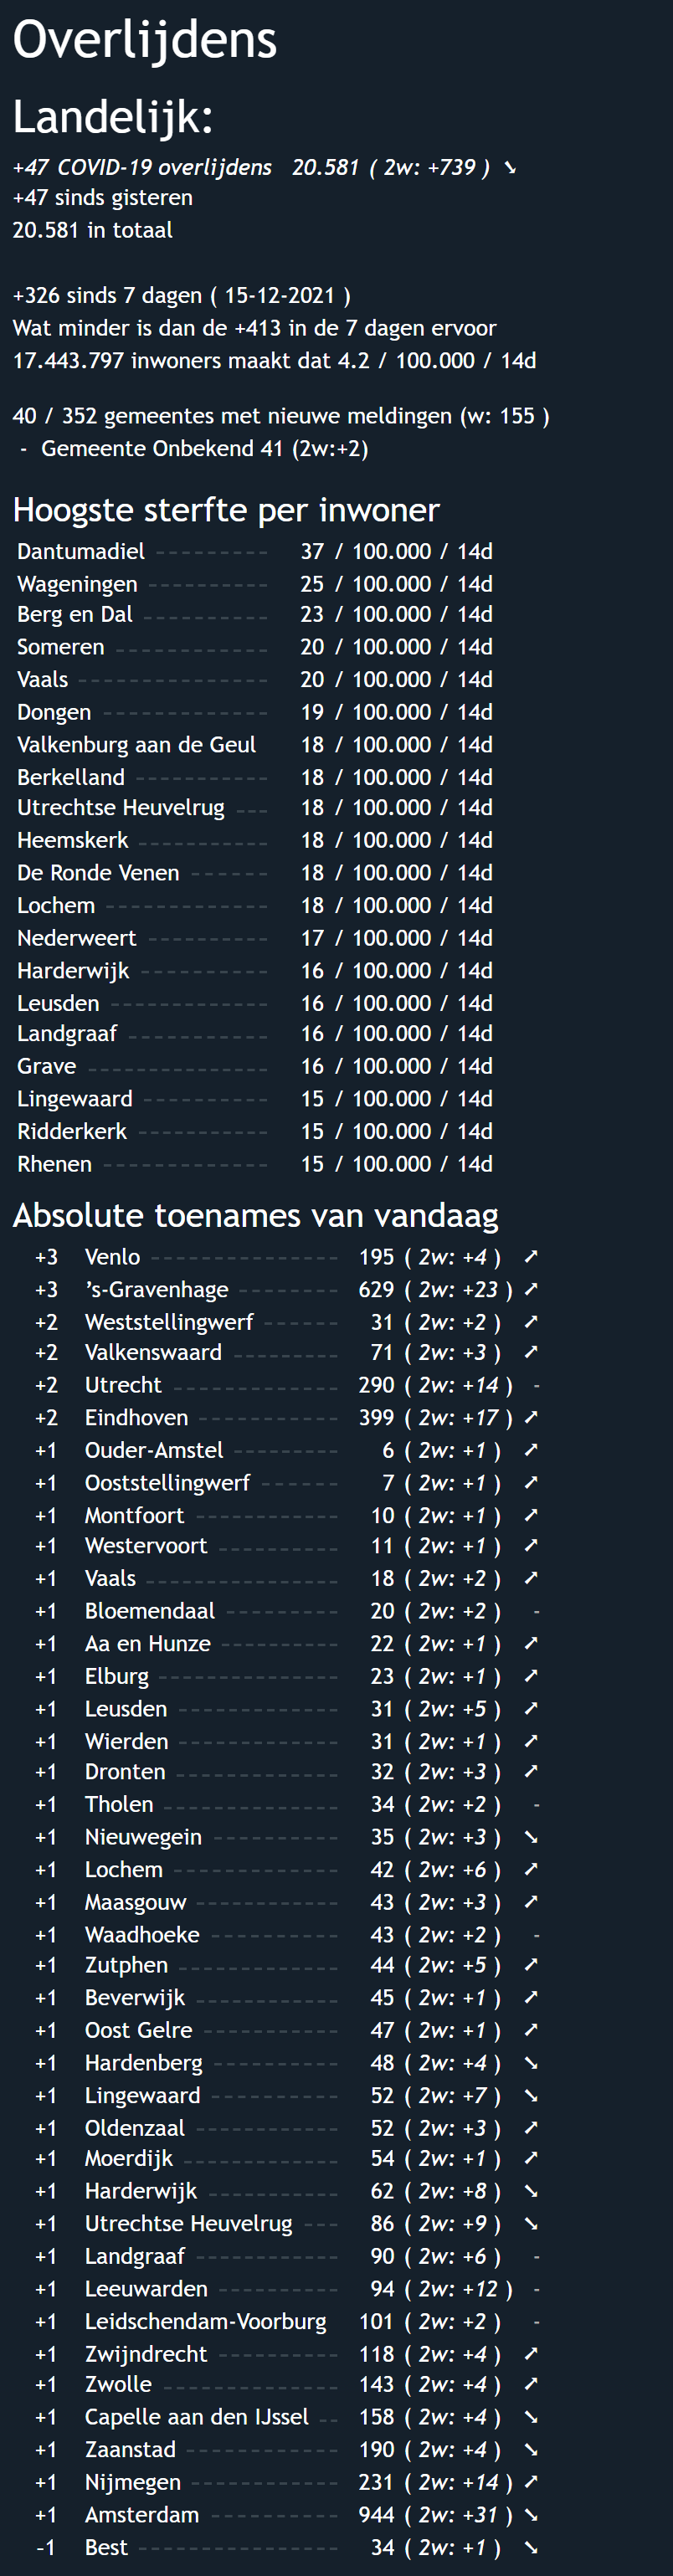 Overlijdens
Landelijk:
+47 COVID-19 overlijdens 20.581 ( 2w: +739 ) ➘
+47 sinds gisteren
20.581 in totaal
+326 sinds 7 dagen ( 15-12-2021 )
Wat minder is dan de +413 in de 7 dagen ervoor
17.443.797 inwoners maakt dat 4.2 / 100.000 / 14d
40 / 352 gemeentes met nieuwe meldingen (w: 155 )
- Gemeente Onbekend 41 (2w:+2)
Hoogste sterfte per inwoner
Dantumadiel 37 / 100.000 / 14d
Wageningen 25 / 100.000 / 14d
Berg en Dal 23 / 100.000 / 14d
Someren 20 / 100.000 / 14d
Vaals 20 / 100.000 / 14d
Dongen 19 / 100.000 / 14d
Valkenburg aan de Geul 18 / 100.000 / 14d
Berkelland 18 / 100.000 / 14d
Utrechtse Heuvelrug 18 / 100.000 / 14d
Heemskerk 18 / 100.000 / 14d
De Ronde Venen 18 / 100.000 / 14d
Lochem 18 / 100.000 / 14d
Nederweert 17 / 100.000 / 14d
Harderwijk 16 / 100.000 / 14d
Leusden 16 / 100.000 / 14d
Landgraaf 16 / 100.000 / 14d
Grave 16 / 100.000 / 14d
Lingewaard 15 / 100.000 / 14d
Ridderkerk 15 / 100.000 / 14d
Rhenen 15 / 100.000 / 14d
Absolute toenames van vandaag
+3 Venlo 195 ( 2w: +4 ) ➚
+3 ’s-Gravenhage 629 ( 2w: +23 ) ➚
+2 Weststellingwerf 31 ( 2w: +2 ) ➚
+2 Valkenswaard 71 ( 2w: +3 ) ➚
+2 Utrecht 290 ( 2w: +14 ) -
+2 Eindhoven 399 ( 2w: +17 ) ➚
+1 Ouder-Amstel 6 ( 2w: +1 ) ➚
+1 Ooststellingwerf 7 ( 2w: +1 ) ➚
+1 Montfoort 10 ( 2w: +1 ) ➚
+1 Westervoort 11 ( 2w: +1 ) ➚
+1 Vaals 18 ( 2w: +2 ) ➚
+1 Bloemendaal 20 ( 2w: +2 ) -
+1 Aa en Hunze 22 ( 2w: +1 ) ➚
+1 Elburg 23 ( 2w: +1 ) ➚
+1 Leusden 31 ( 2w: +5 ) ➚
+1 Wierden 31 ( 2w: +1 ) ➚
+1 Dronten 32 ( 2w: +3 ) ➚
+1 Tholen 34 ( 2w: +2 ) -
+1 Nieuwegein 35 ( 2w: +3 ) ➘
+1 Lochem 42 ( 2w: +6 ) ➚
+1 Maasgouw 43 ( 2w: +3 ) ➚
+1 Waadhoeke 43 ( 2w: +2 ) -
+1 Zutphen 44 ( 2w: +5 ) ➚
+1 Beverwijk 45 ( 2w: +1 ) ➚
+1 Oost Gelre 47 ( 2w: +1 ) ➚
+1 Hardenberg 48 ( 2w: +4 ) ➘
+1 Lingewaard 52 ( 2w: +7 ) ➘
+1 Oldenzaal 52 ( 2w: +3 ) ➚
+1 Moerdijk 54 ( 2w: +1 ) ➚
+1 Harderwijk 62 ( 2w: +8 ) ➘
+1 Utrechtse Heuvelrug 86 ( 2w: +9 ) ➘
+1 Landgraaf 90 ( 2w: +6 ) -
+1 Leeuwarden 94 ( 2w: +12 ) -
+1 Leidschendam-Voorburg 101 ( 2w: +2 ) -
+1 Zwijndrecht 118 ( 2w: +4 ) ➚
+1 Zwolle 143 ( 2w: +4 ) ➚
+1 Capelle aan den IJssel 158 ( 2w: +4 ) ➘
+1 Zaanstad 190 ( 2w: +4 ) ➘
+1 Nijmegen 231 ( 2w: +14 ) ➚
+1 Amsterdam 944 ( 2w: +31 ) ➘
-1 Best 34 ( 2w: +1 ) ➘